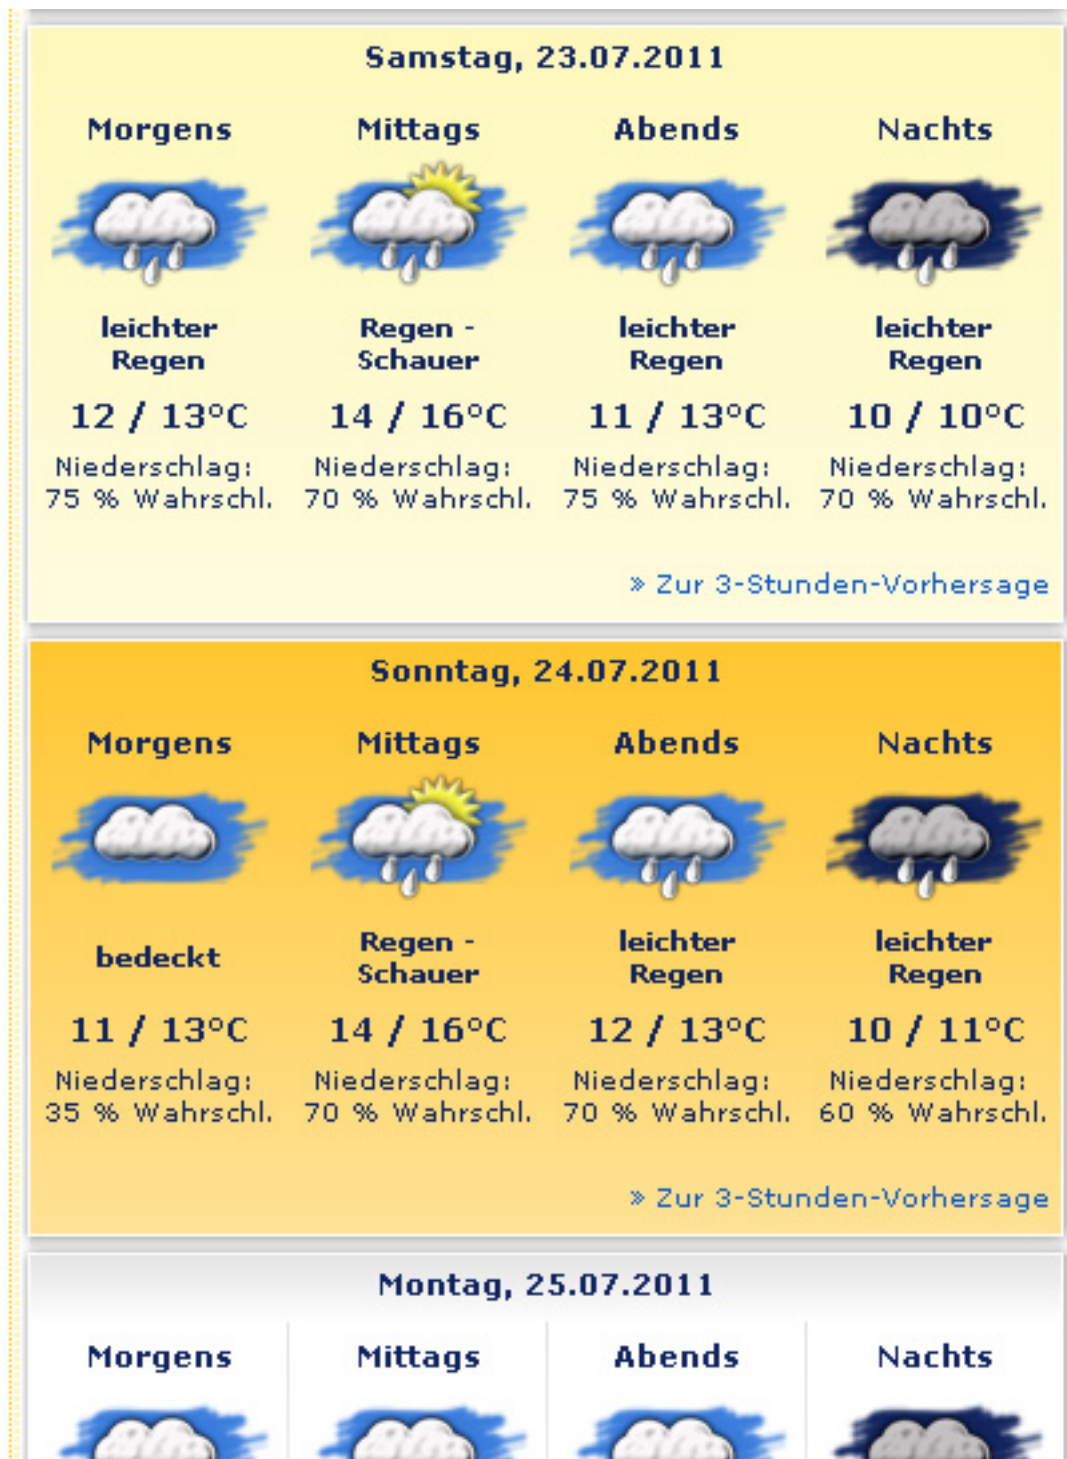 Samstag, 23.07.2011
Morgens Mittags Abends Nachts
leichter Regen - leichter leichter
Regen Schauer Regen Regen
12 / 13°C 14 / 16°C 11 / 13°C 10 / 10°C
Niederschlag: Niederschlag: Niederschlag: Niederschlag:
75 % Wahrschl. 70 % Wahrschl. 75 % Wahrschl. 70 % Wahrschl.
» Zur 3-Stunden-Vorhersage
Sonntag, 24.07.2011
Morgens Mittags Abends Nachts
bedeckt Regen - leichter leichter
Schauer Regen Regen
11 / 13°C 14 / 16°C 12 / 13°C 10 / 11°C
Niederschlag: Niederschlag: Niederschlag: Niederschlag:
35 % Wahrschl. 70 % Wahrschl. 70 % Wahrschl. 60 % Wahrschl.
» Zur 3-Stunden-Vorhersage
Montag, 25.07.2011
Morgens Mittags Abends Nachts